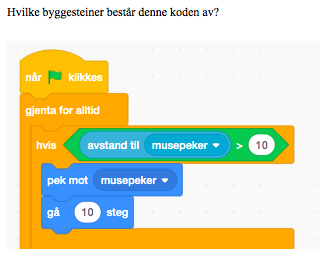 Hvilke byggesteiner består denne koden av?
når klikkes
gjenta for alltid
hvis avstand til musepeker > 10
pek mot musepeker
gå 10 steg